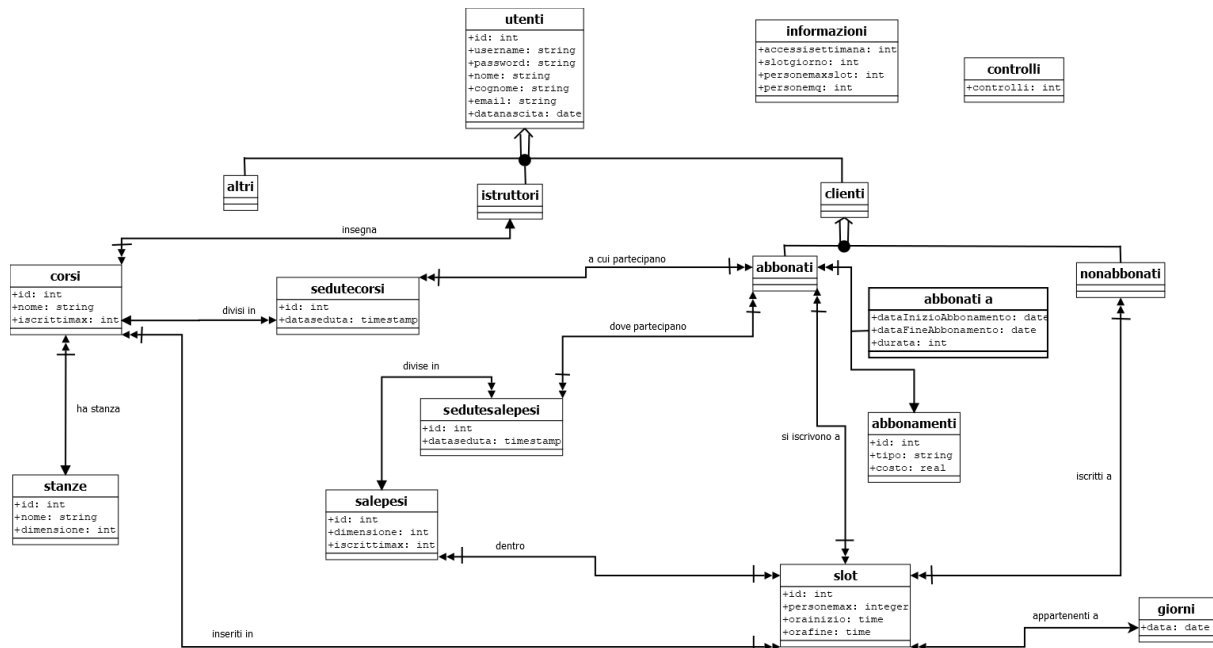 utenti
+id: int
+username: string
+password: string
+nome: string
+cognome: string
+email: string
+datanascita: date
informazioni
+accessisettimana: int
+slotgiorno: int
+personemaxslot: int
+personemq: int
controlli
+controlli: int
altri
istruttori
clienti
insegna
corsi
+id: int
+nome: string
+iscrittimax: int
divisi in
sedutecorsi
+id: int
+dataseduta: timestamp
a cui partecipano
abbonati
nonabbonati
abbonati a
+dataInizioAbbonamento: date
+dataFineAbbonamento: date
+durata: int
dove partecipano
divise in
sedutesalepesi
+id: int
+dataseduta: timestamp
ha stanza
abbonamenti
+id: int
+tipo: string
+costo: real
si iscrivono a
iscritti a
stanze
+id: int
+nome: string
+dimensione: int
salepesi
+id: int
+dimensione: int
+iscrittimax: int
dentro
slot
+id: int
+personemax: integer
+orainizio: time
+orafine: time
appartenenti a
giorni
+data: date
inseriti in